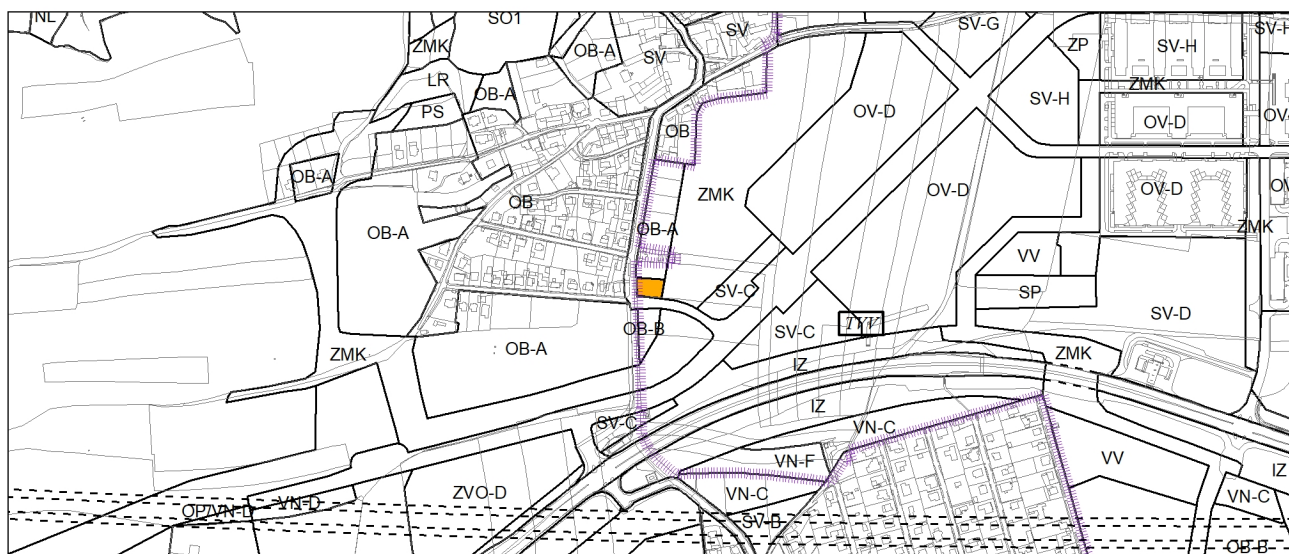 NL
SO1
SV
SV-G
ZMK
OB-A
SV
ZP
SV-H
SV-H
LR
OB-A
ZMK
PS
OV-D
SV-H
OV-D
OB
OB-A
OB
ZMK
OV-D
OV-D
OB-A
OB-A
ZMK
VV
SV-C
SP
SV-D
OB-B
SV-C
TVV
OB-A
ZMK
IZ
ZMK
IZ
SV-C
VN-C
VN-F
VV
IZ
ZVO-D
VN-D
VN-C
VN-C
OP/VN-D
SV-B
OB-B